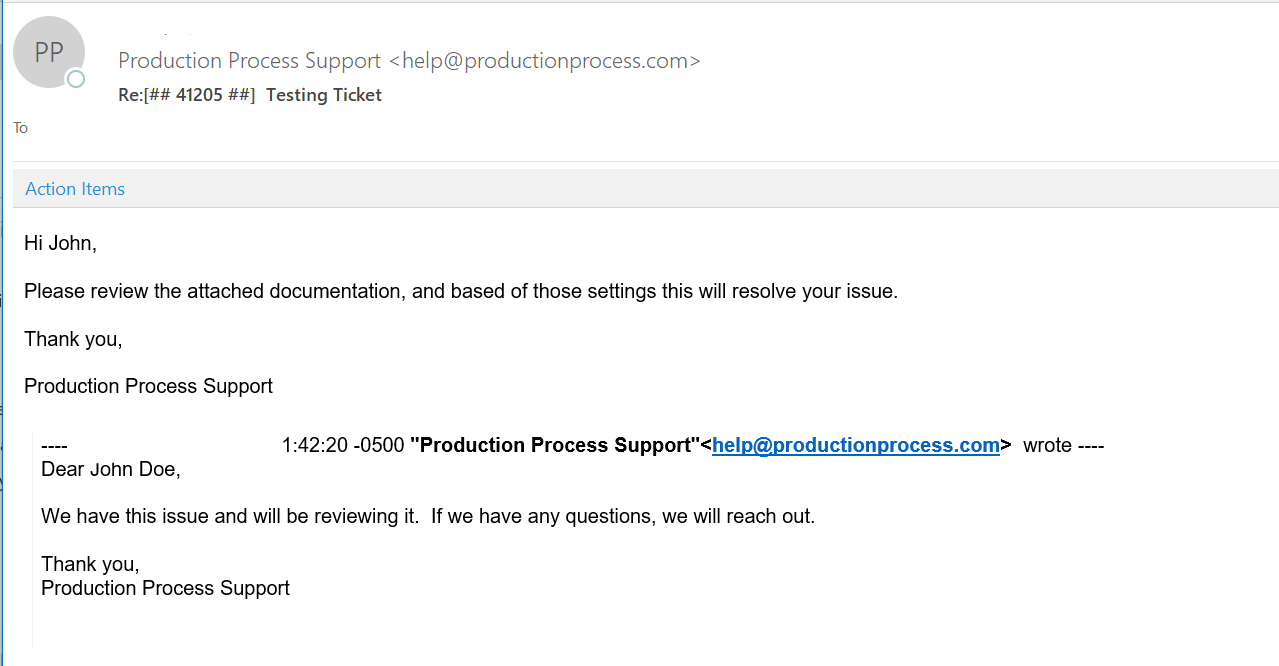 PP
Production Process Support <help@productionprocess.com>
Re:[## 41205 ##] Testing Ticket
To
Action Items
Hi John,
Please review the attached documentation, and based of those settings this will resolve your issue.
Thank you,
Production Process Support
---- 1:42:20 -0500 "Production Process Support"<help@productionprocess.com> wrote ----
Dear John Doe,
We have this issue and will be reviewing it. If we have any questions, we will reach out.
Thank you,
Production Process Support